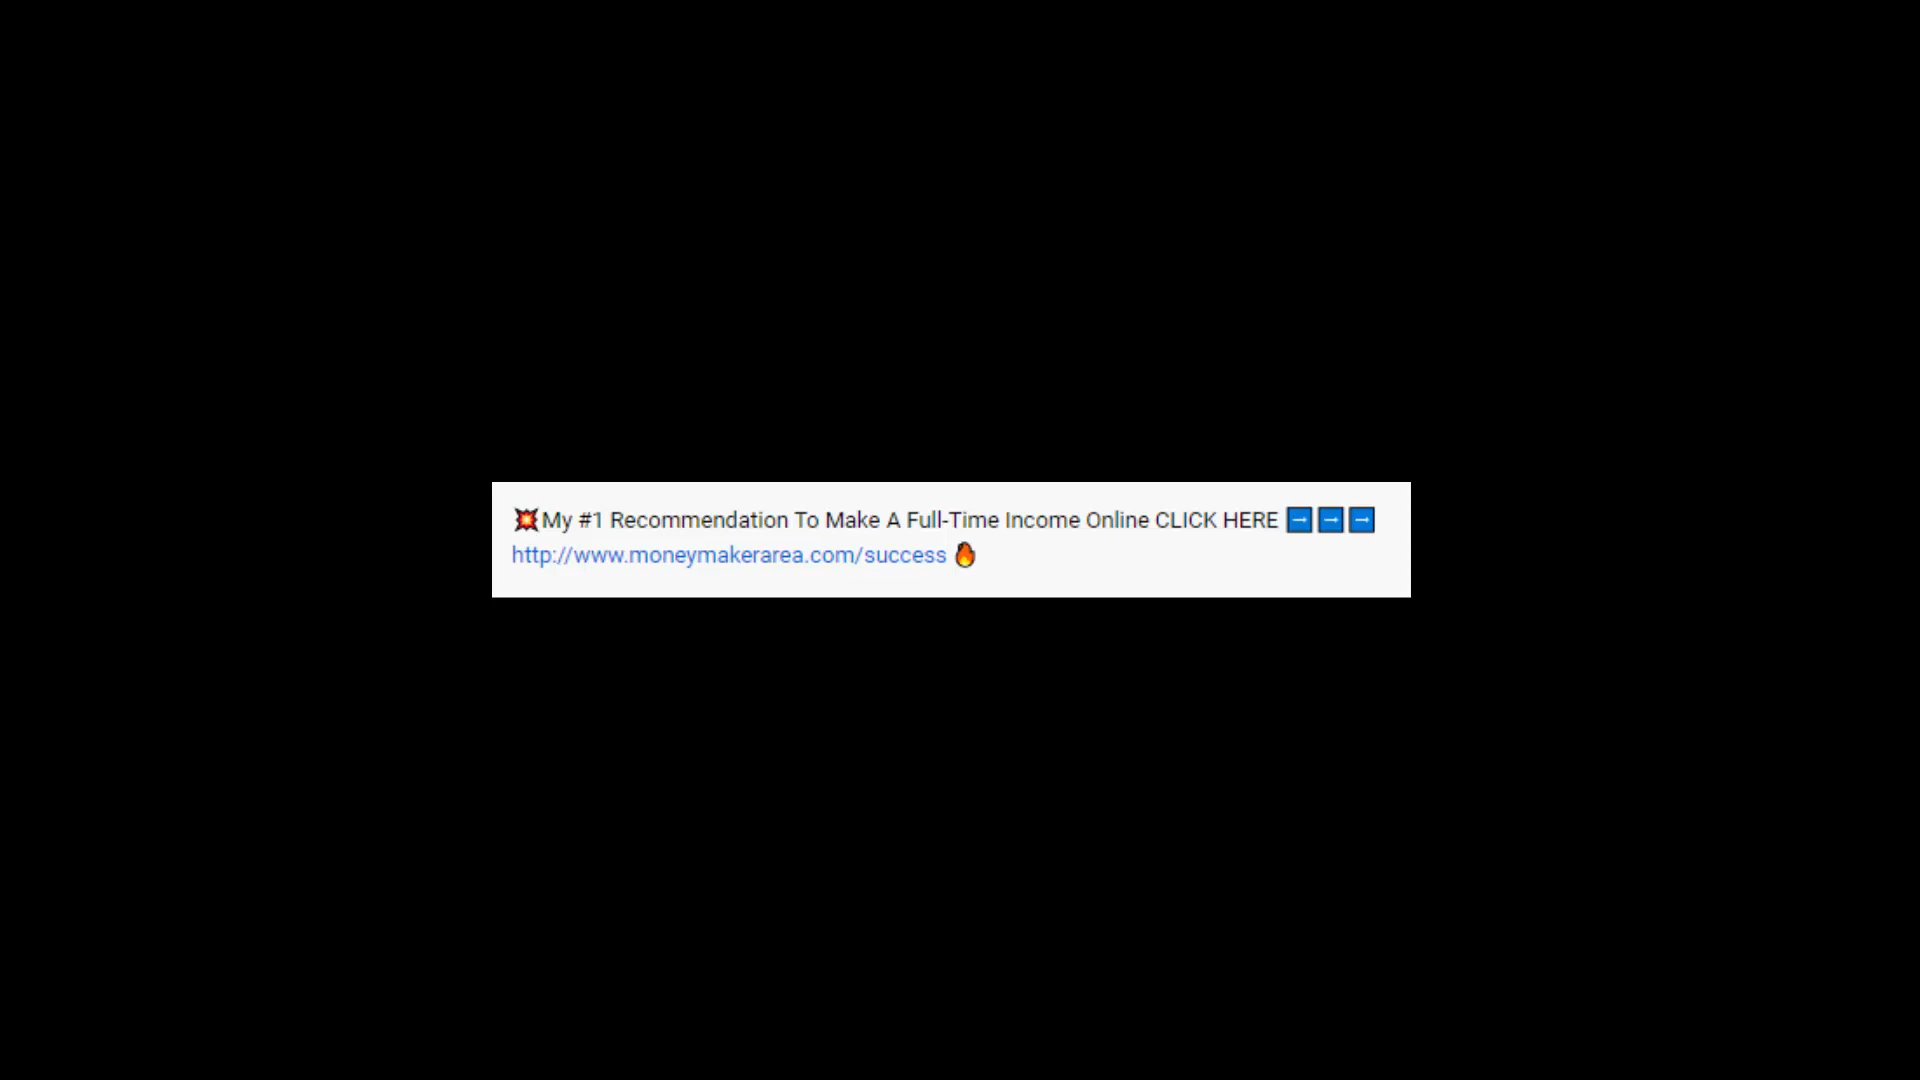 💥My #1 Recommendation To Make A Full-Time Income Online CLICK HERE ➡️➡️➡️
http://www.moneymakerarea.com/success 🔥